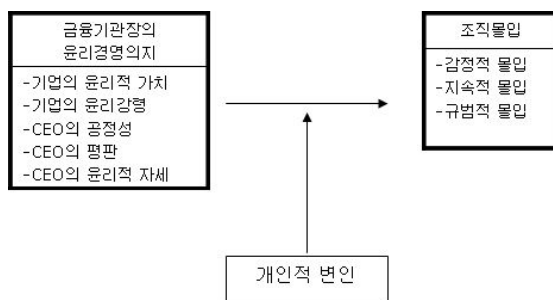 금융기관장의
윤리경영의지
-기업의 윤리적 가치
-기업의 윤리강령
-CEO의 공정성
-CEO의 평판
-CEO의 윤리적 자세
조직몰입
-감정적 몰입
-지속적 몰입
-규범적 몰입
개인적 변인